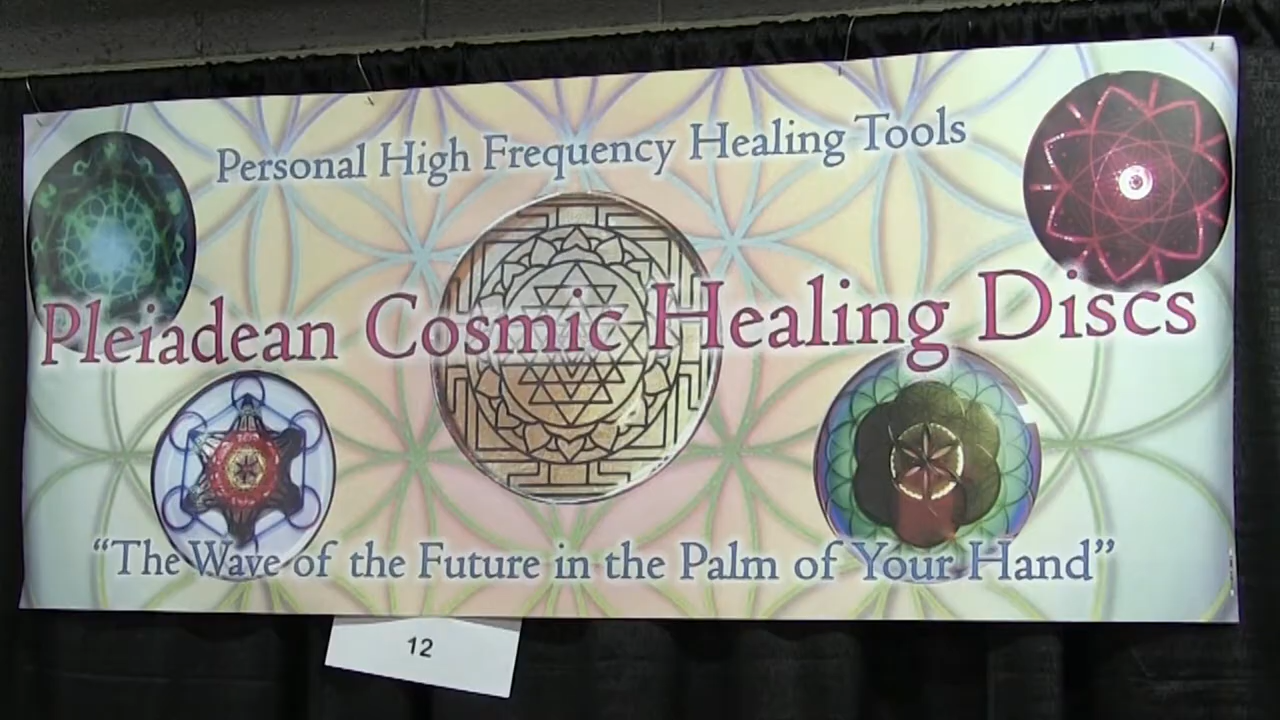 Personal High Frequency Healing Tools
Pleiadean Cosmic Healing Discs
“The Wave of the Future in the Palm of Your Hand”
12